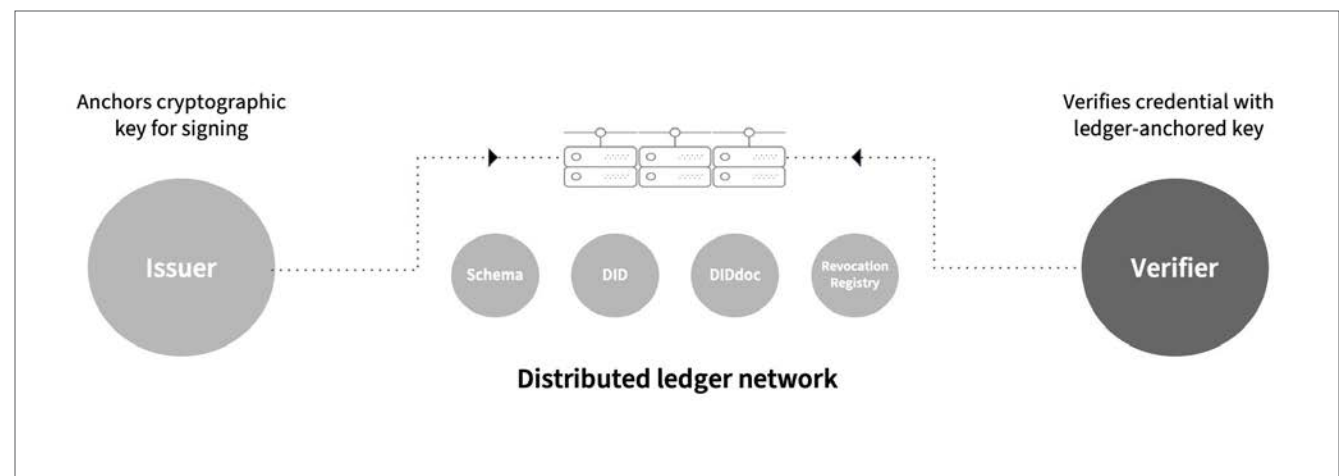 Anchors cryptographic
key for signing
Verifies credential with
ledger-anchored key
Issuer
Schema
DID
DIDdoc
Revocation
Registry
Verifier
Distributed ledger network